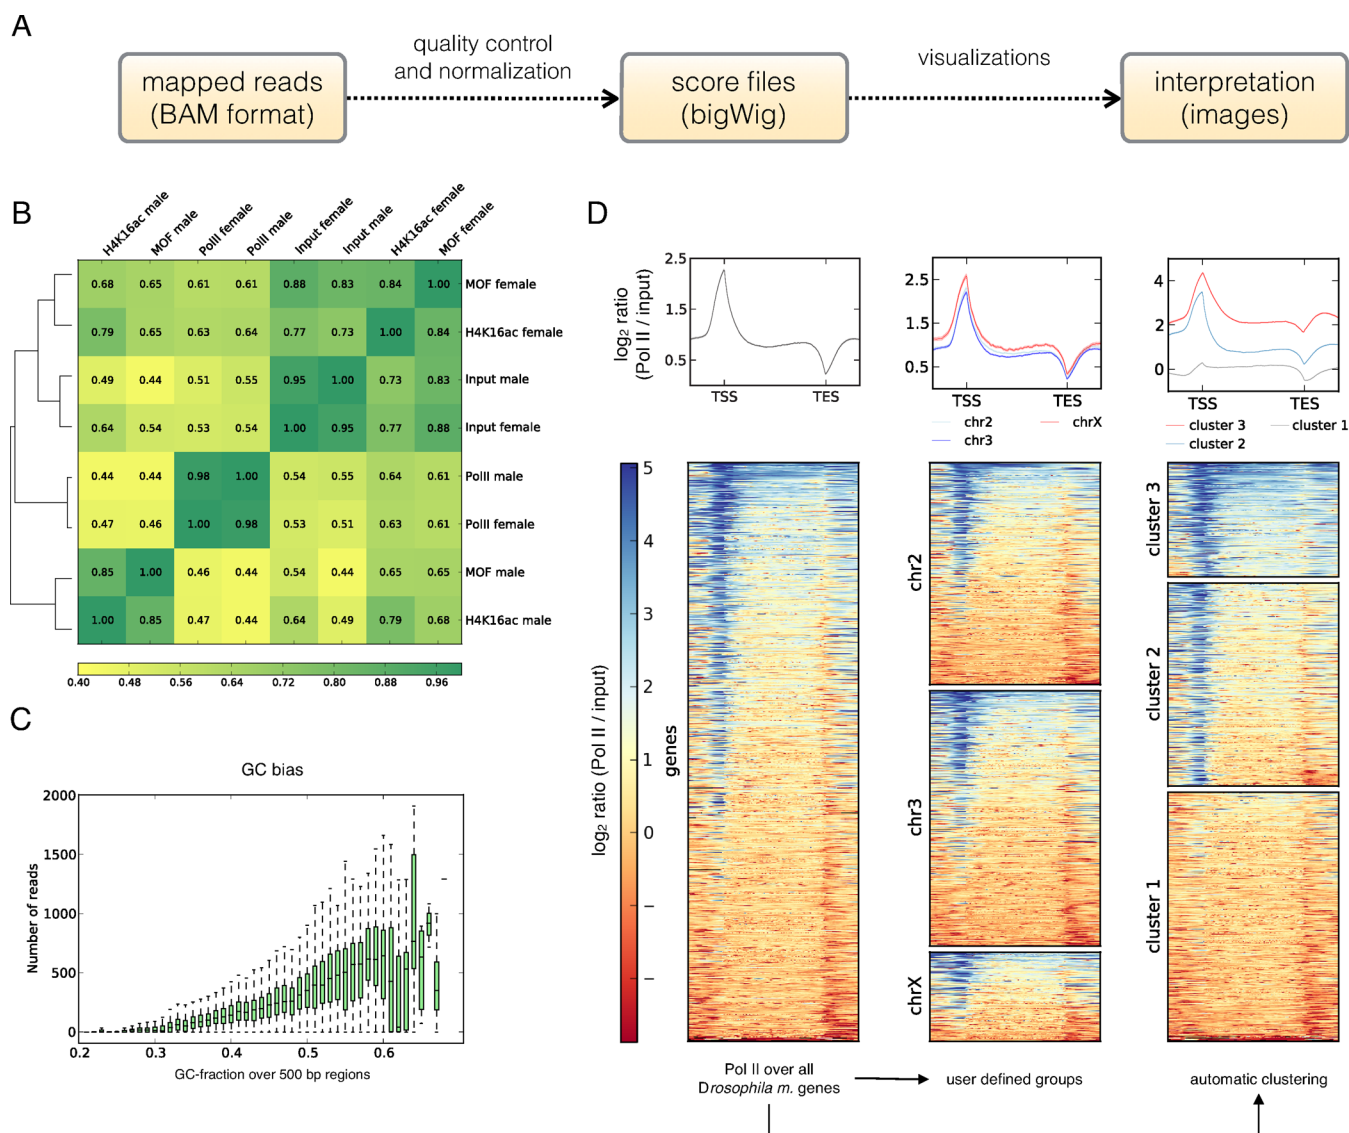 A
mapped reads
(BAM format)
quality control
and normalization
score files
(bigWig)
visualizations
interpretation
(images)
B
H4K16ac male
MOF male
PolII female
PolII male
Input female
Input male
H4K16ac female
MOF female
0.68 0.65 0.61 0.61 0.88 0.83 0.84 1.00 MOF female
0.79 0.65 0.63 0.64 0.77 0.73 1.00 0.84 H4K16ac female
0.49 0.44 0.51 0.55 0.95 1.00 0.73 0.83 Input male
0.64 0.54 0.53 0.54 1.00 0.95 0.77 0.88 Input female
0.44 0.44 0.98 1.00 0.54 0.55 0.64 0.61 PolII male
0.47 0.46 1.00 0.98 0.53 0.51 0.63 0.61 PolII female
0.85 1.00 0.46 0.44 0.54 0.44 0.65 0.65 MOF male
1.00 0.85 0.47 0.44 0.64 0.49 0.79 0.68 H4K16ac male
0.40 0.48 0.56 0.64 0.72 0.80 0.88 0.96
C
GC bias
Number of reads
2000
1500
1000
500
0
0.2 0.3 0.4 0.5 0.6
GC-fraction over 500 bp regions
D
log2 ratio
(Pol II / input)
2.5
1.5
0.5
TSS TES
2.5
1.5
0.5
TSS TES
chr2 chrX
chr3
4
2
0
TSS TES
cluster 3 cluster 1
cluster 2
log2 ratio (Pol II / input)
5
4
3
2
1
0
−
−
genes
chr2
chr3
chrX
cluster 3
cluster 2
cluster 1
Pol II over all
Drosophila m. genes
user defined groups
automatic clustering